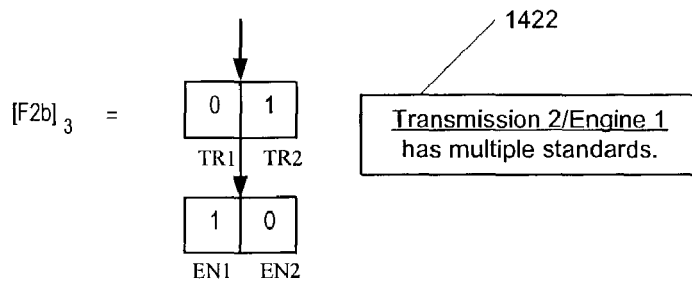 1422
[F2b] 3 = 0 1
TR1 TR2
Transmission 2/Engine 1
has multiple standards.
1 0
EN1 EN2